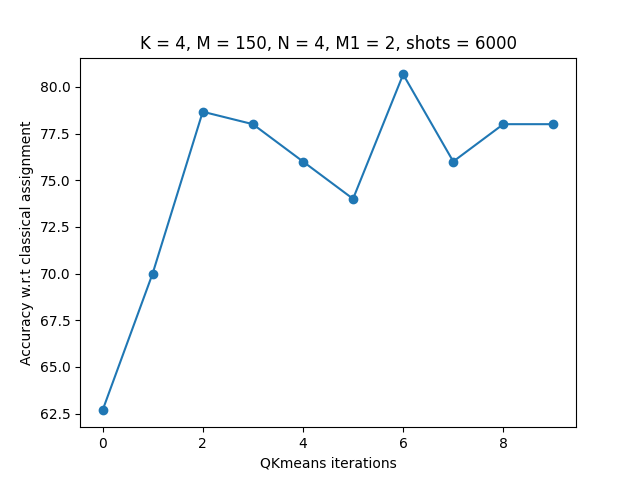 K = 4, M = 150, N = 4, M1 = 2, shots = 6000
Accuracy w.r.t classical assignment
80.0
77.5
75.0
72.5
70.0
67.5
65.0
62.5
0 2 4 6 8
QKmeans iterations